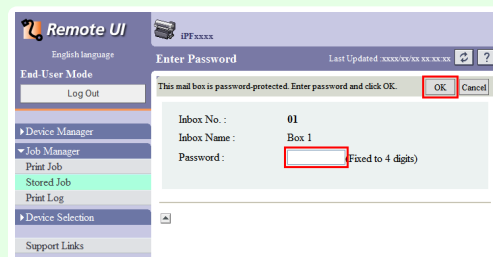 Remote UI
iPFxxxx
English language
Enter Password
Last Updated :xxxx/xx/xx xx:xx:xx
?
End-User Mode
Log Out
This mail box is password-protected. Enter password and click OK.
OK
Cancel
Inbox No. :
01
Inbox Name :
Box 1
Password :
(Fixed to 4 digits)
Device Manager
Job Manager
Print Job
Stored Job
Print Log
Device Selection
Support Links